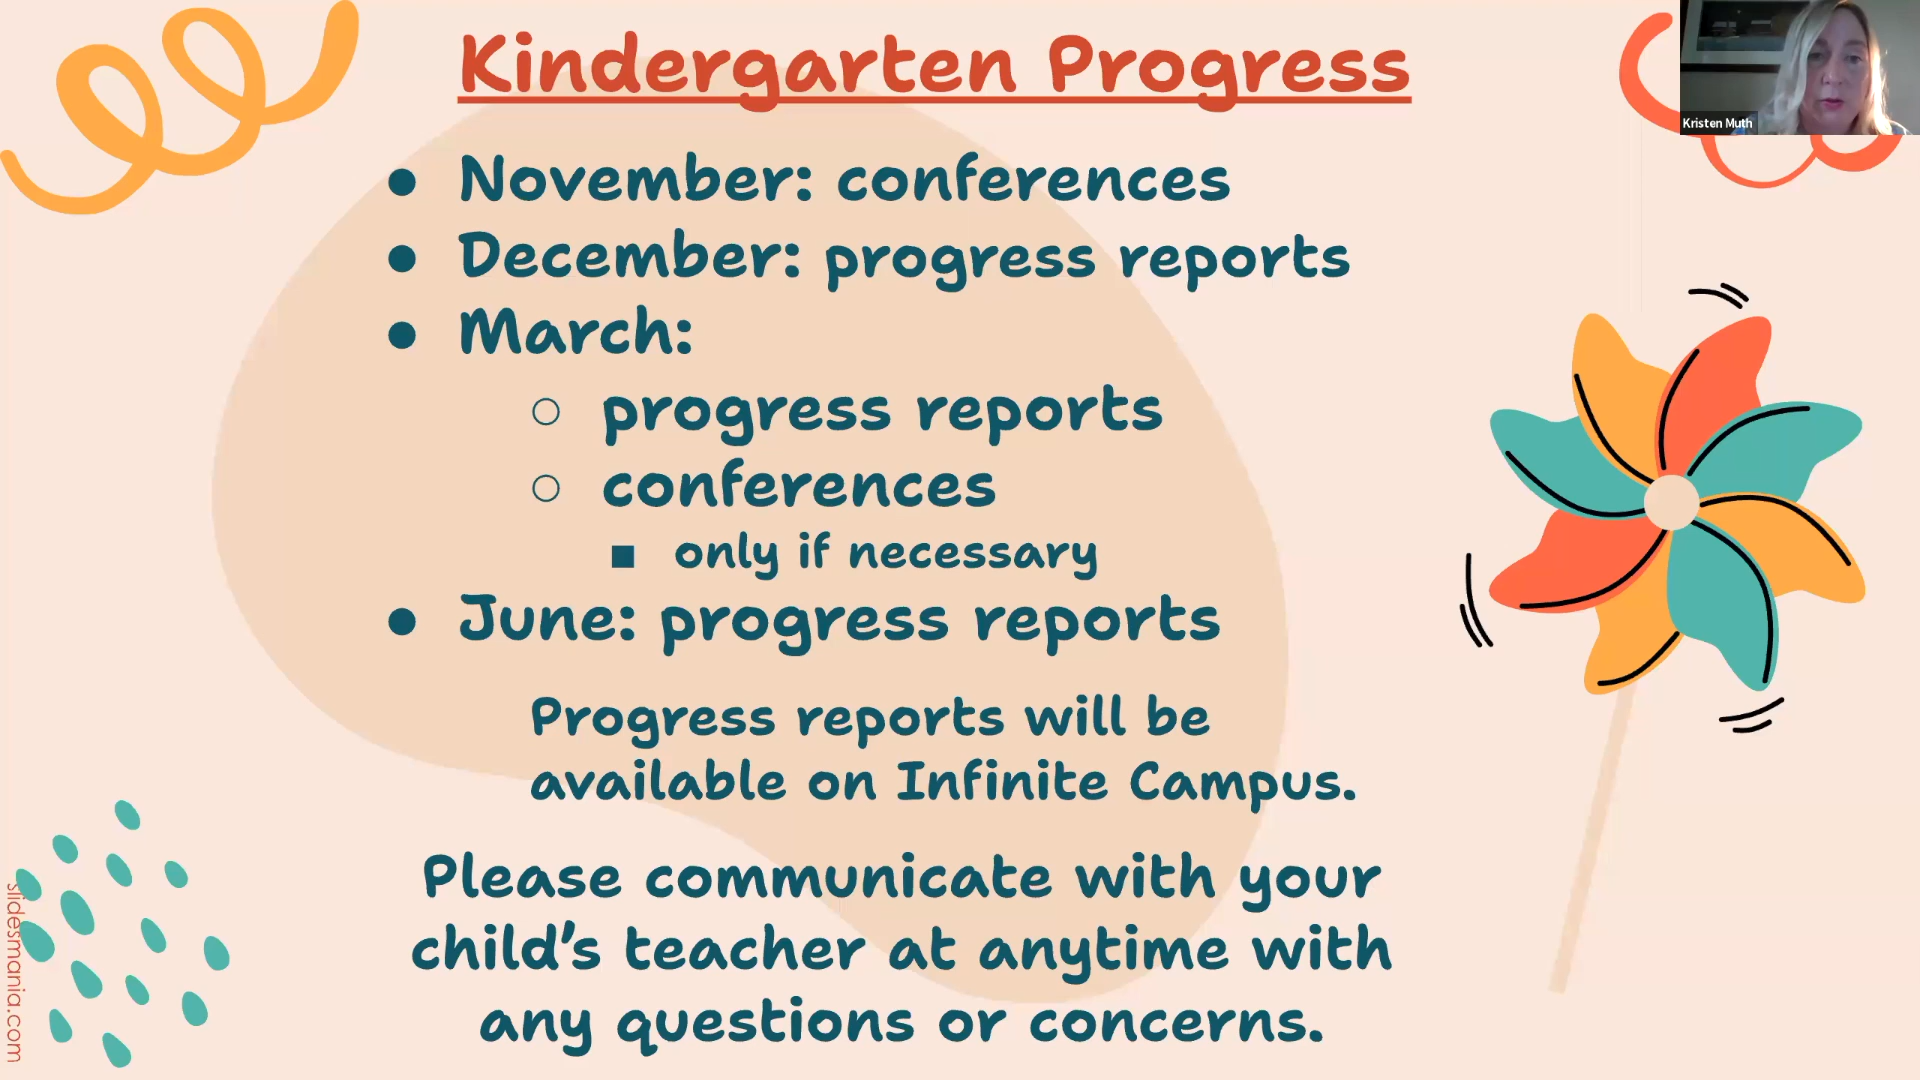 Kindergarten Progress
Kristen Muth
● November: conferences
● December: progress reports
● March:
○ progress reports
○ conferences
■ only if necessary
● June: progress reports
Progress reports will be
available on Infinite Campus.
Please communicate with your
child's teacher at anytime with
any questions or concerns.
slidesmania.com